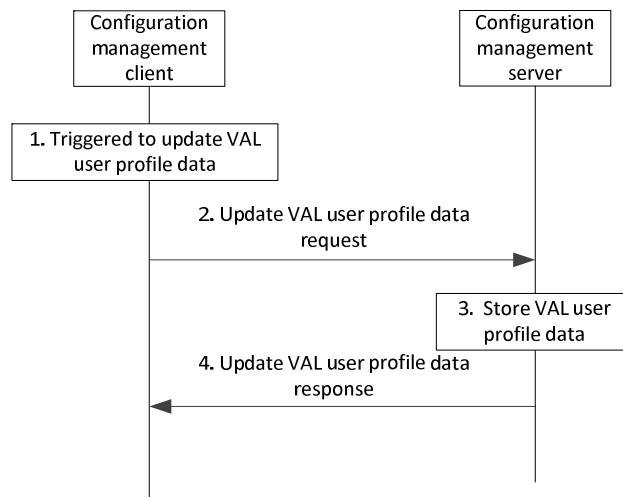 Configuration
management
client
Configuration
management
server
1. Triggered to update VAL
user profile data
2. Update VAL user profile data
request
3. Store VAL user
profile data
4. Update VAL user profile data
response